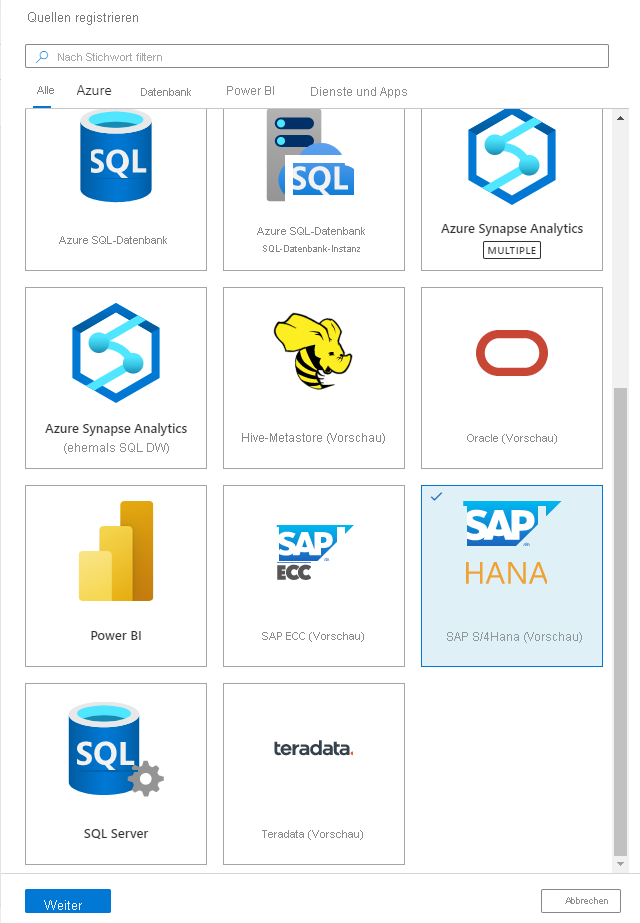 Quellen registrieren
Nach Stichwort filtern
Alle Azure Datenbank Power BI Dienste und Apps
SQL
Azure SQL-Datenbank
SQL
Azure SQL-Datenbank
SQL-Datenbank-Instanz
Azure Synapse Analytics
MULTIPLE
Azure Synapse Analytics
(ehemals SQL DW)
Hive-Metastore (Vorschau)
Oracle (Vorschau)
Power BI
SAP
ECC
SAP ECC (Vorschau)
SAP
HANA
SAP S/4Hana (Vorschau)
SQL
SQL Server
teradata.
Teradata (Vorschau)
Weiter
Abbrechen